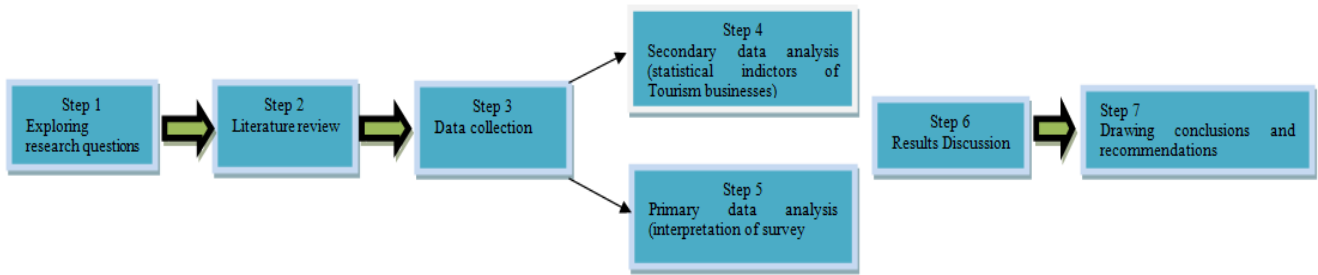 Step 1
Exploring
research questions
Step 2
Literature review
Step 3
Data collection
Step 4
Secondary data analysis
(statistical indictors of
Tourism businesses)
Step 5
Primary data analysis
(interpretation of survey
Step 6
Results Discussion
Step 7
Drawing conclusions and
recommendations